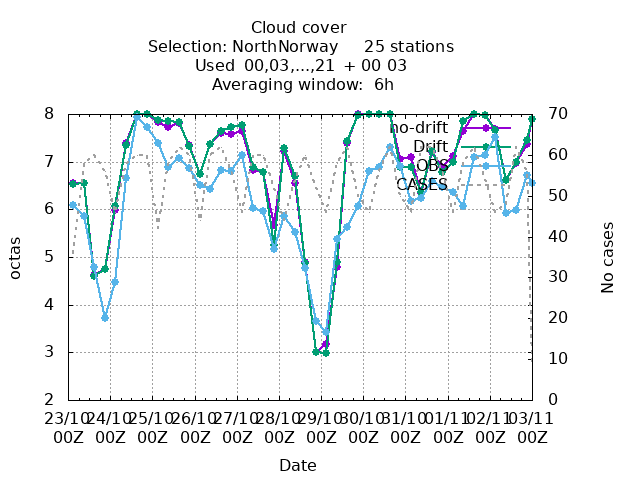 Cloud cover
Selection: NorthNorway 25 stations
Used 00,03,...,21 + 00 03
Averaging window: 6h
8
7
6
5
4
3
2
octas
70
60
50
40
30
20
10
0
No cases
no-drift
Drift
OBS
CASES
23/10 24/10 25/10 26/10 27/10 28/10 29/10 30/10 31/10 01/11 02/11 03/11
00Z 00Z 00Z 00Z 00Z 00Z 00Z 00Z 00Z 00Z 00Z 00Z
Date